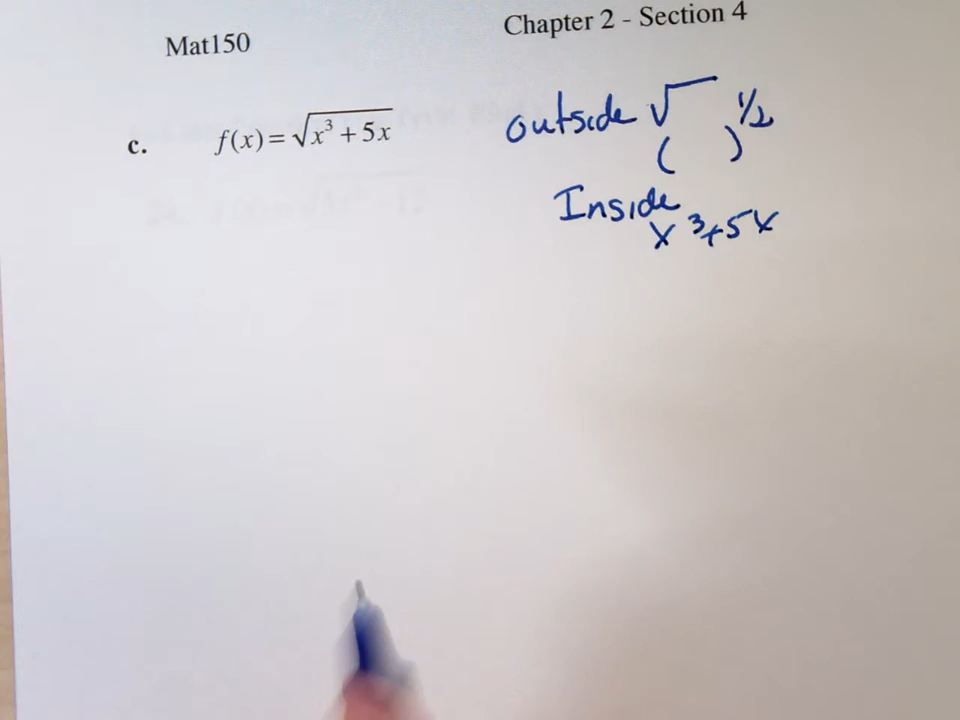 Mat150
Chapter 2 - Section 4
c. f(x) = √(x³ + 5x)
outside √
( )^½
Inside
x³+5x